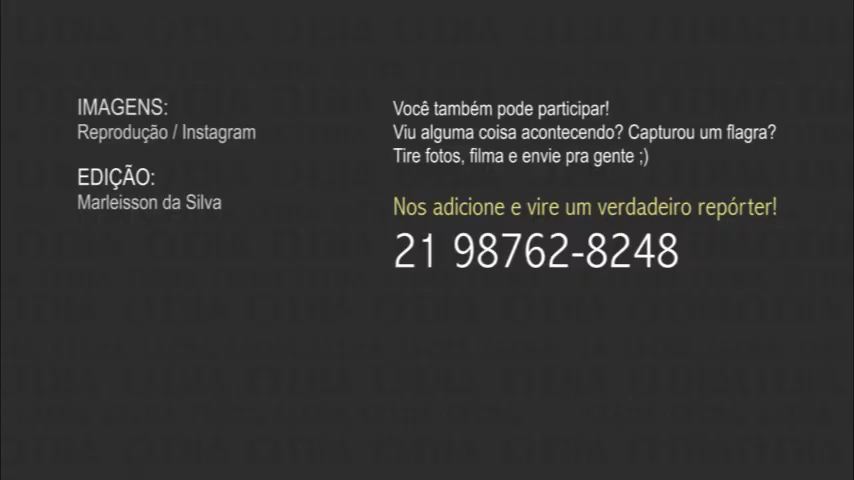 IMAGENS:
Reprodução / Instagram
EDIÇÃO:
Marleisson da Silva
Você também pode participar!
Viu alguma coisa acontecendo? Capturou um flagra?
Tire fotos, filma e envie pra gente ;)
Nos adicione e vire um verdadeiro repórter!
21 98762-8248